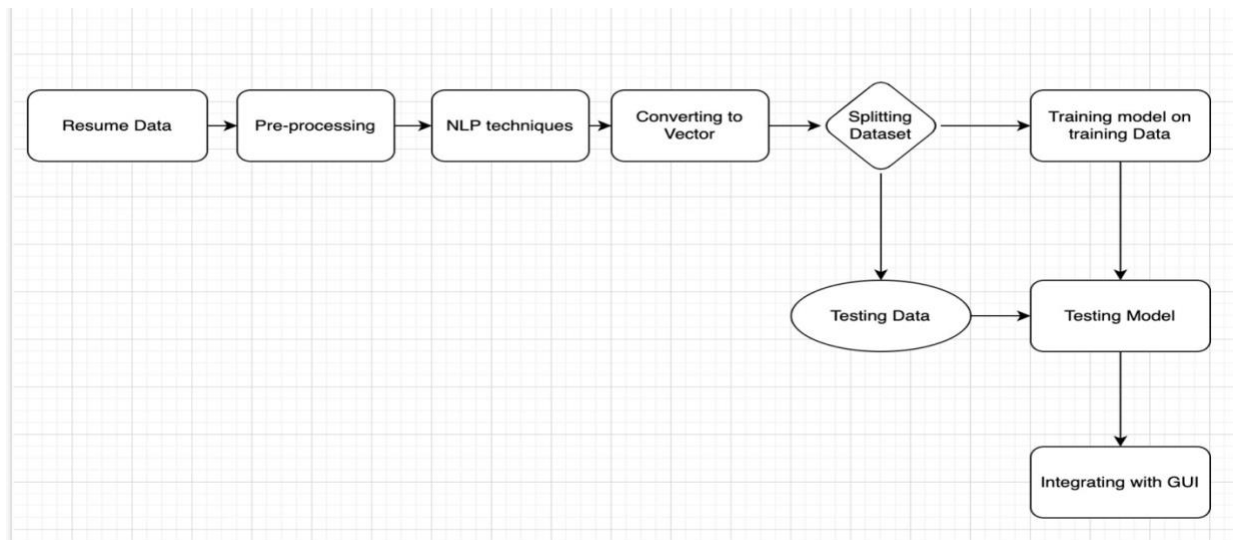 Resume Data
Pre-processing
NLP techniques
Converting to
Vector
Splitting
Dataset
Training model on
training Data
Testing Data
Testing Model
Integrating with GUI